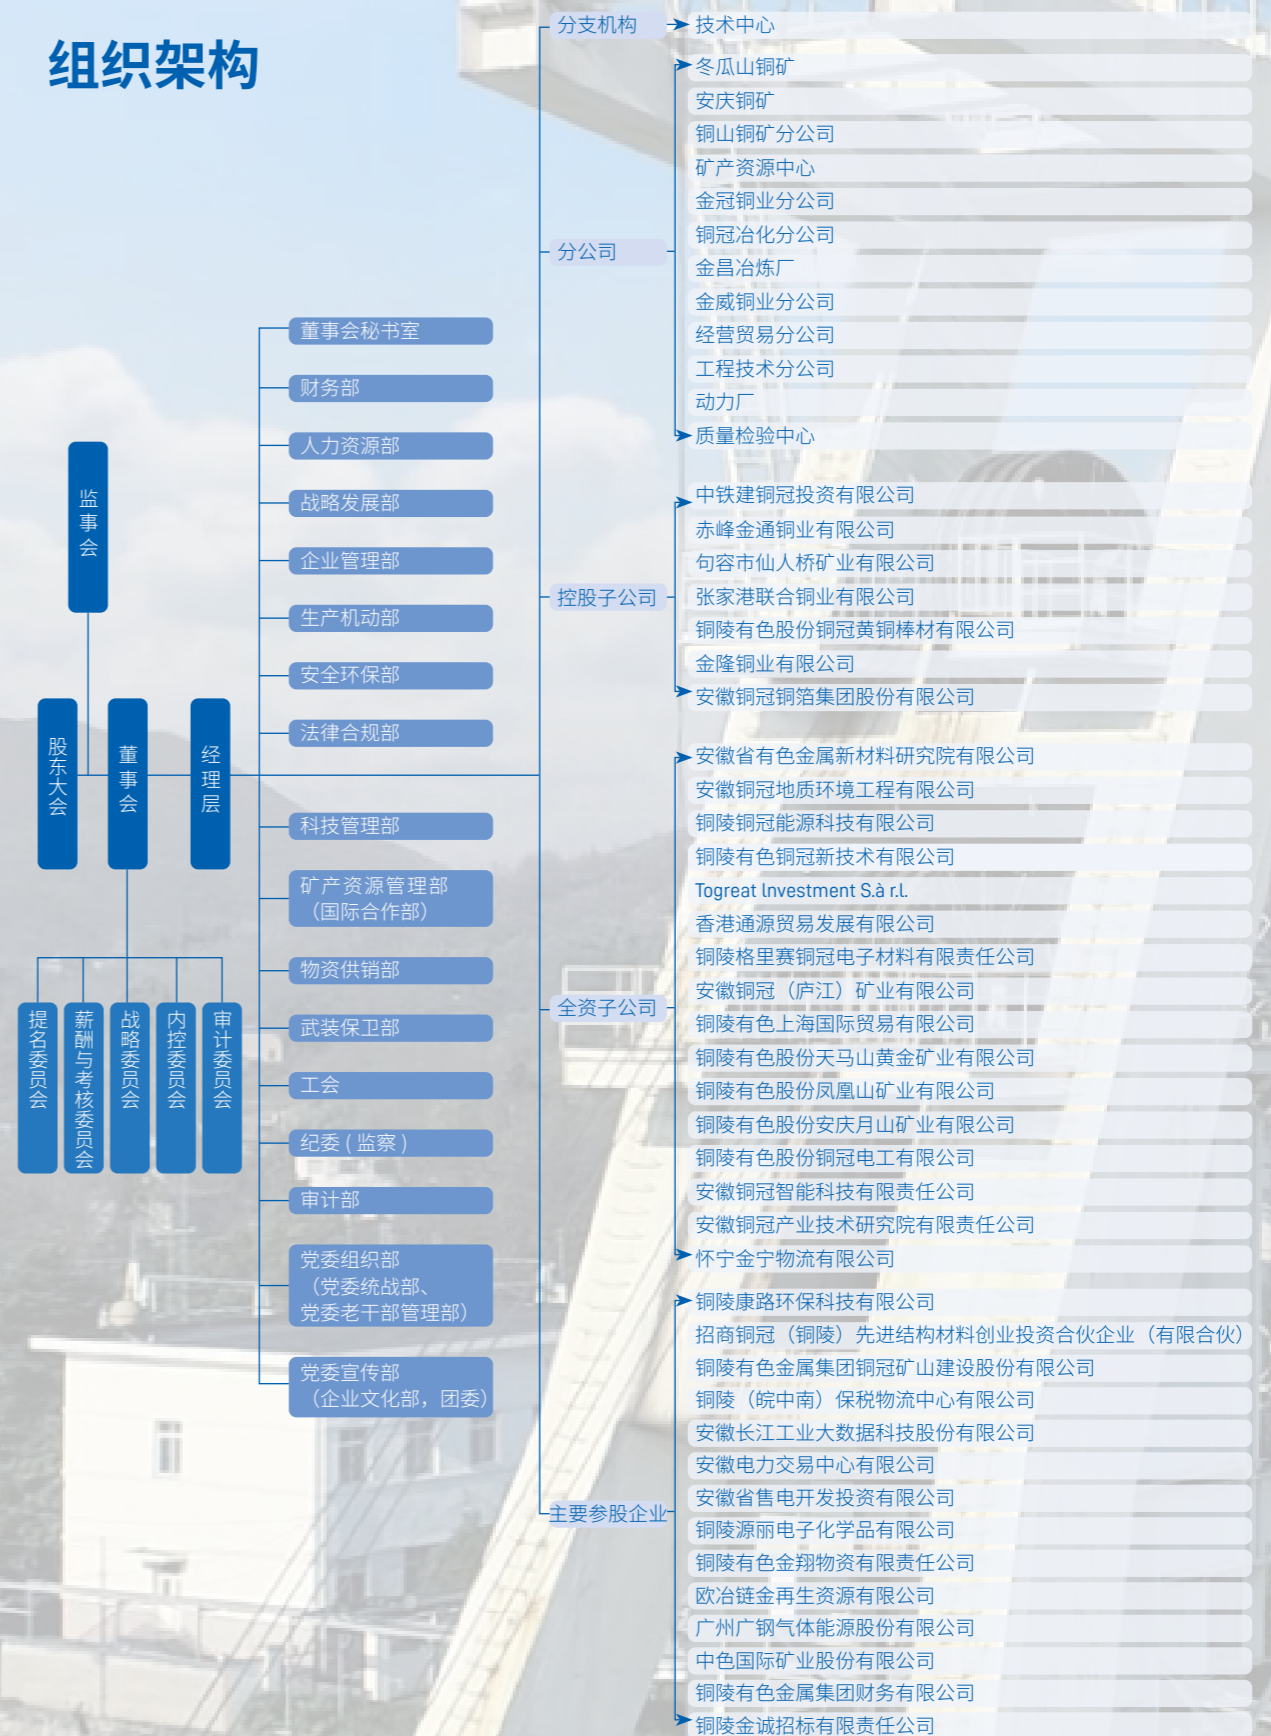 组织架构
监事会
股东大会
董事会
经理层
提名委员会
薪酬与考核委员会
战略委员会
内控委员会
审计委员会
董事会秘书室
财务部
人力资源部
战略发展部
企业管理部
生产机动部
安全环保部
法律合规部
科技管理部
矿产资源管理部
（国际合作部）
物资供销部
武装保卫部
工会
纪委 ( 监察 )
审计部
党委组织部
（党委统战部、
党委老干部管理部）
党委宣传部
（企业文化部，团委）
分支机构
技术中心
分公司
冬瓜山铜矿
安庆铜矿
铜山铜矿分公司
矿产资源中心
金冠铜业分公司
铜冠冶化分公司
金昌冶炼厂
金威铜业分公司
经营贸易分公司
工程技术分公司
动力厂
质量检验中心
控股子公司
中铁建铜冠投资有限公司
赤峰金通铜业有限公司
句容市仙人桥矿业有限公司
张家港联合铜业有限公司
铜陵有色股份铜冠黄铜棒材有限公司
金隆铜业有限公司
安徽铜冠铜箔集团股份有限公司
全资子公司
安徽省有色金属新材料研究院有限公司
安徽铜冠地质环境工程有限公司
铜陵铜冠能源科技有限公司
铜陵有色铜冠新技术有限公司
Togreat Investment S.à r.l.
香港通源贸易发展有限公司
铜陵格里赛铜冠电子材料有限责任公司
安徽铜冠（庐江）矿业有限公司
铜陵有色上海国际贸易有限公司
铜陵有色股份天马山黄金矿业有限公司
铜陵有色股份凤凰山矿业有限公司
铜陵有色股份安庆月山矿业有限公司
铜陵有色股份铜冠电工有限公司
安徽铜冠智能科技有限责任公司
安徽铜冠产业技术研究院有限责任公司
怀宁金宁物流有限公司
主要参股企业
铜陵康路环保科技有限公司
招商铜冠（铜陵）先进结构材料创业投资合伙企业（有限合伙）
铜陵有色金属集团铜冠矿山建设股份有限公司
铜陵（皖中南）保税物流中心有限公司
安徽长江工业大数据科技股份有限公司
安徽电力交易中心有限公司
安徽省售电开发投资有限公司
铜陵源丽电子化学品有限公司
铜陵有色金翔物资有限责任公司
欧冶链金再生资源有限公司
广州广钢气体能源股份有限公司
中色国际矿业股份有限公司
铜陵有色金属集团财务有限公司
铜陵金诚招标有限责任公司